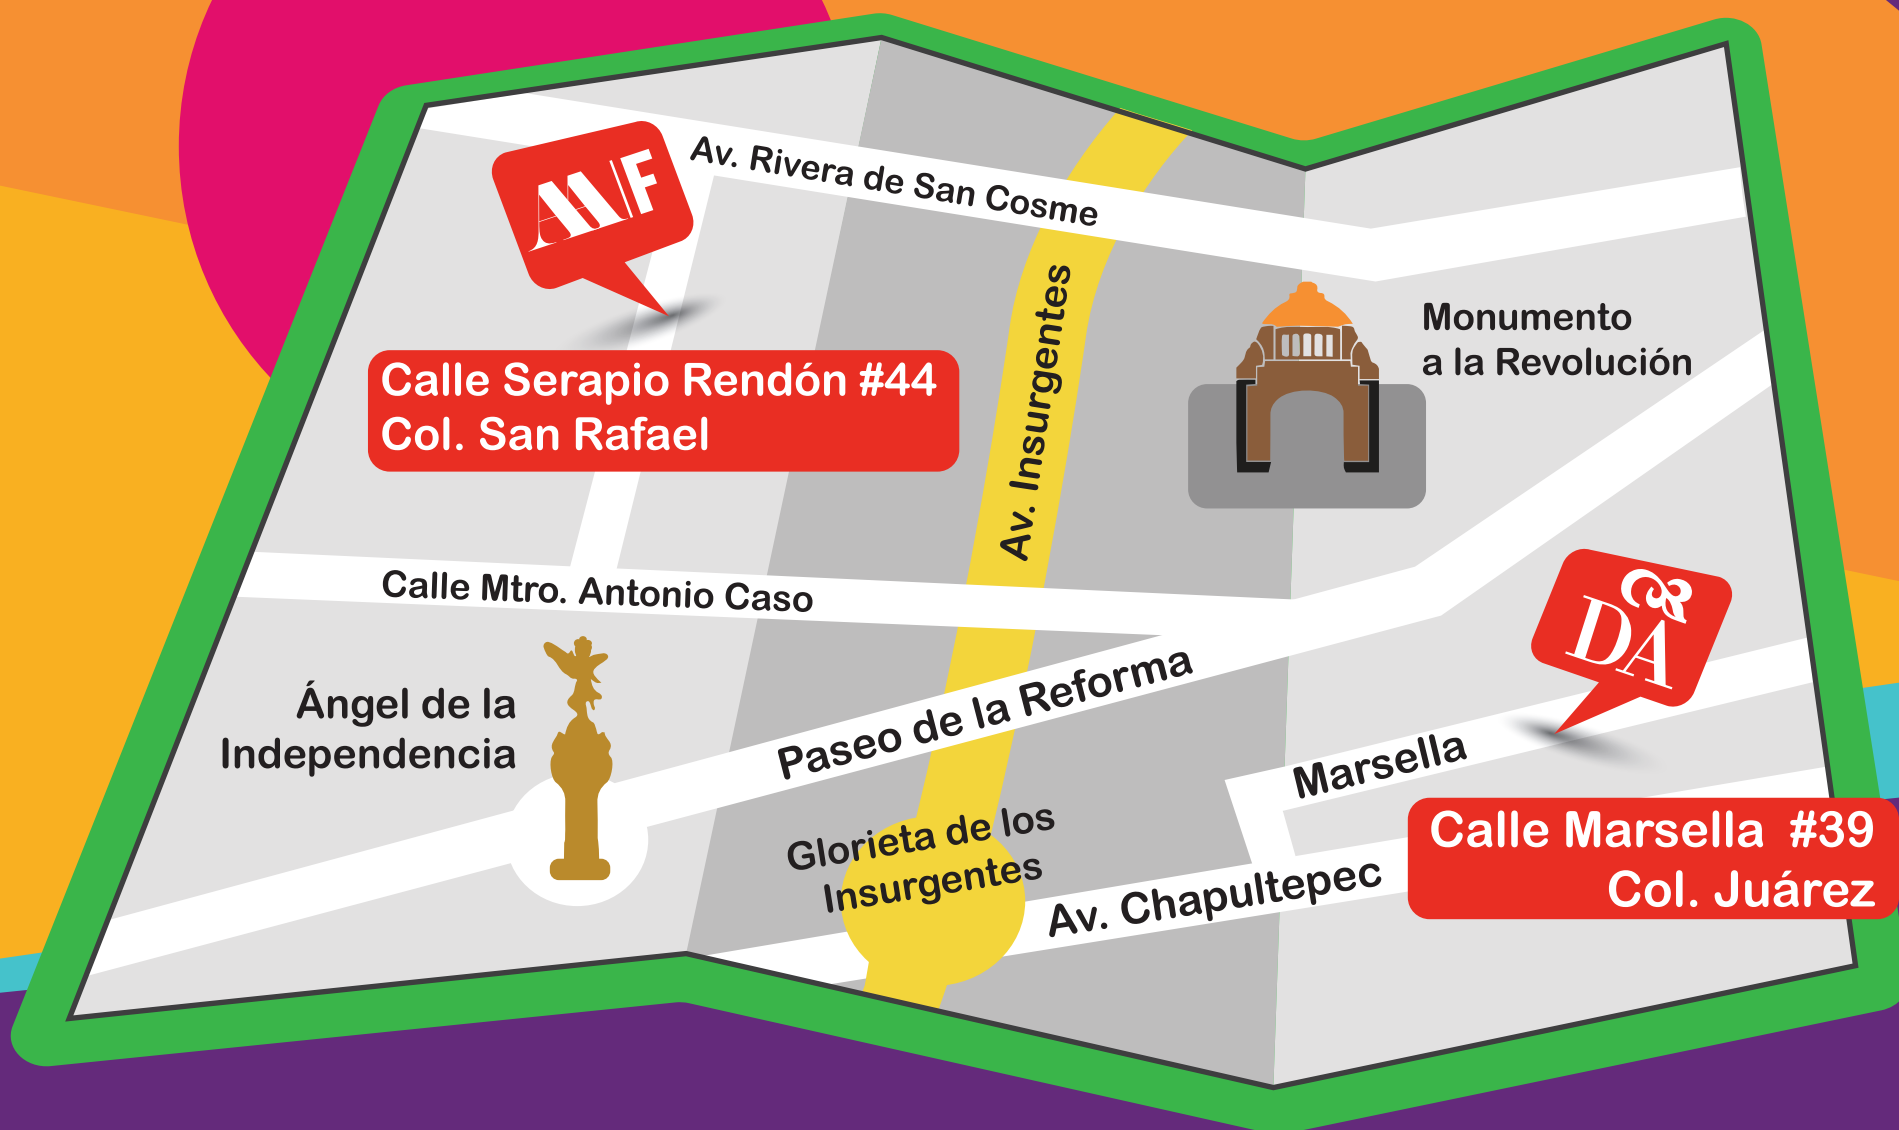 Av. Rivera de San Cosme
AMF
Calle Serapio Rendón #44
Col. San Rafael
Av. Insurgentes
Monumento
a la Revolución
Calle Mtro. Antonio Caso
DA
Ángel de la
Independencia
Paseo de la Reforma
Marsella
Glorieta de los
Insurgentes
Av. Chapultepec
Calle Marsella #39
Col. Juárez